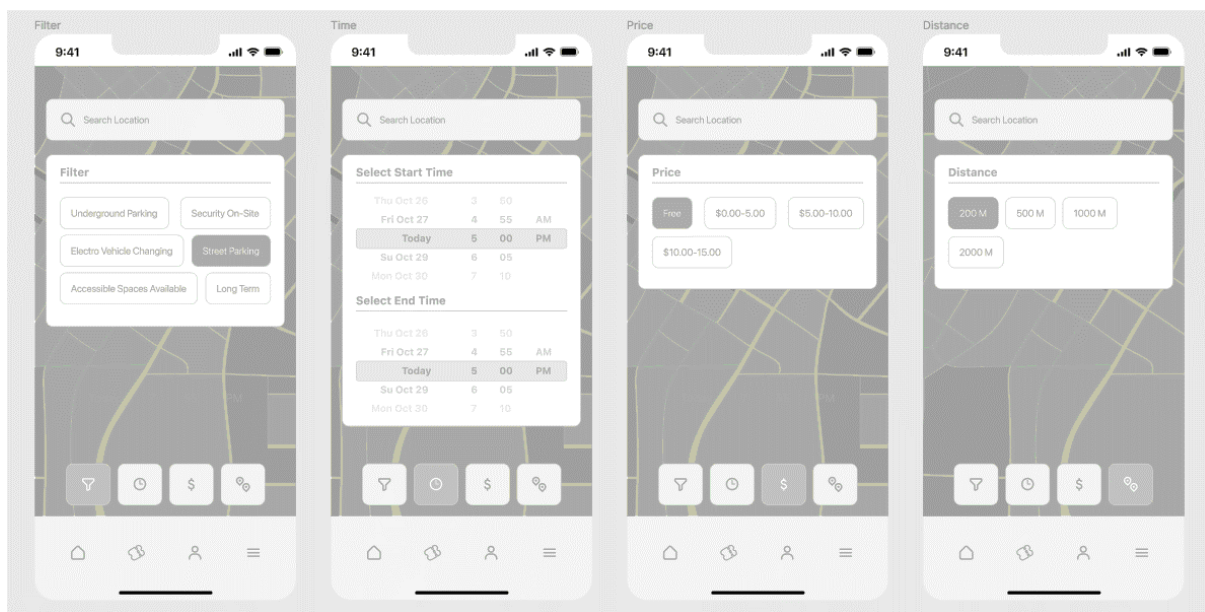 Filter
9:41
Search Location
Filter
Underground Parking
Security On-Site
Electro Vehicle Changing
Street Parking
Accessible Spaces Available
Long Term
Time
9:41
Search Location
Select Start Time
Thu Oct 26 3 50
Fri Oct 27 4 55 AM
Today 5 00 PM
Su Oct 29 6 05
Mon Oct 30 7 10
Select End Time
Thu Oct 26 3 50
Fri Oct 27 4 55 AM
Today 5 00 PM
Su Oct 29 6 05
Mon Oct 30 7 10
Price
9:41
Search Location
Price
Free
$0.00-5.00
$5.00-10.00
$10.00-15.00
PM
$
Distance
9:41
Search Location
Distance
200 M
500 M
1000 M
2000 M
$